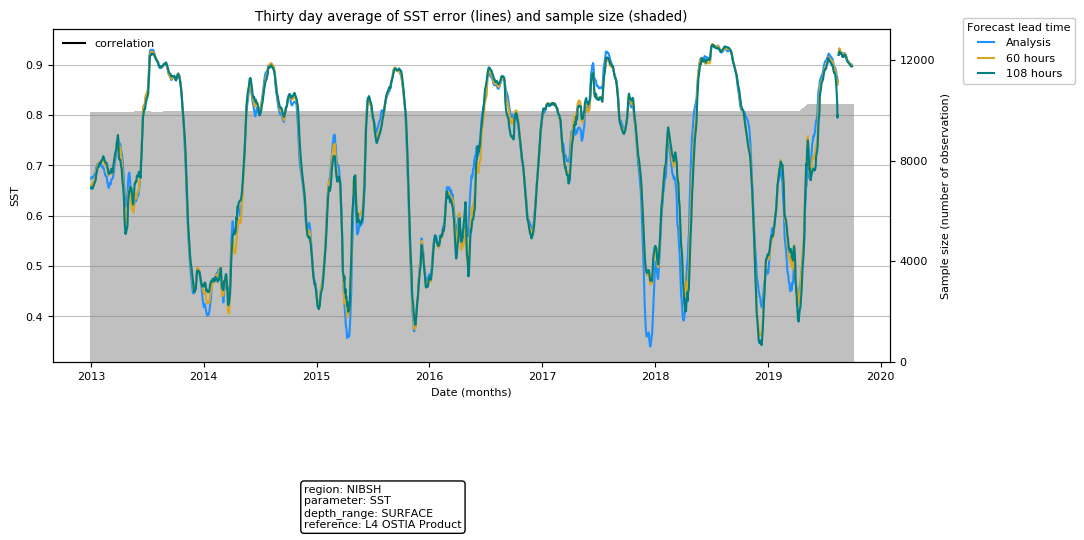 Thirty day average of SST error (lines) and sample size (shaded)
correlation
Forecast lead time
Analysis
60 hours
108 hours
0.9
0.8
0.7
0.6
0.5
0.4
SST
12000
8000
4000
0
Sample size (number of observation)
2013 2014 2015 2016 2017 2018 2019 2020
Date (months)
region: NIBSH
parameter: SST
depth_range: SURFACE
reference: L4 OSTIA Product